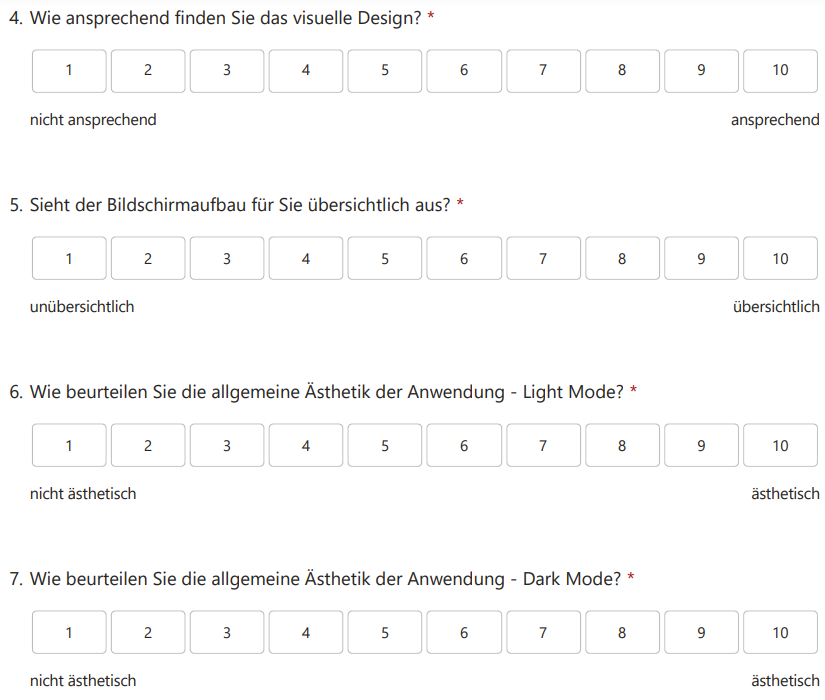 4. Wie ansprechend finden Sie das visuelle Design? *
1 2 3 4 5 6 7 8 9 10
nicht ansprechend ansprechend
5. Sieht der Bildschirmaufbau für Sie übersichtlich aus? *
1 2 3 4 5 6 7 8 9 10
unübersichtlich übersichtlich
6. Wie beurteilen Sie die allgemeine Ästhetik der Anwendung - Light Mode? *
1 2 3 4 5 6 7 8 9 10
nicht ästhetisch ästhetisch
7. Wie beurteilen Sie die allgemeine Ästhetik der Anwendung - Dark Mode? *
1 2 3 4 5 6 7 8 9 10
nicht ästhetisch ästhetisch